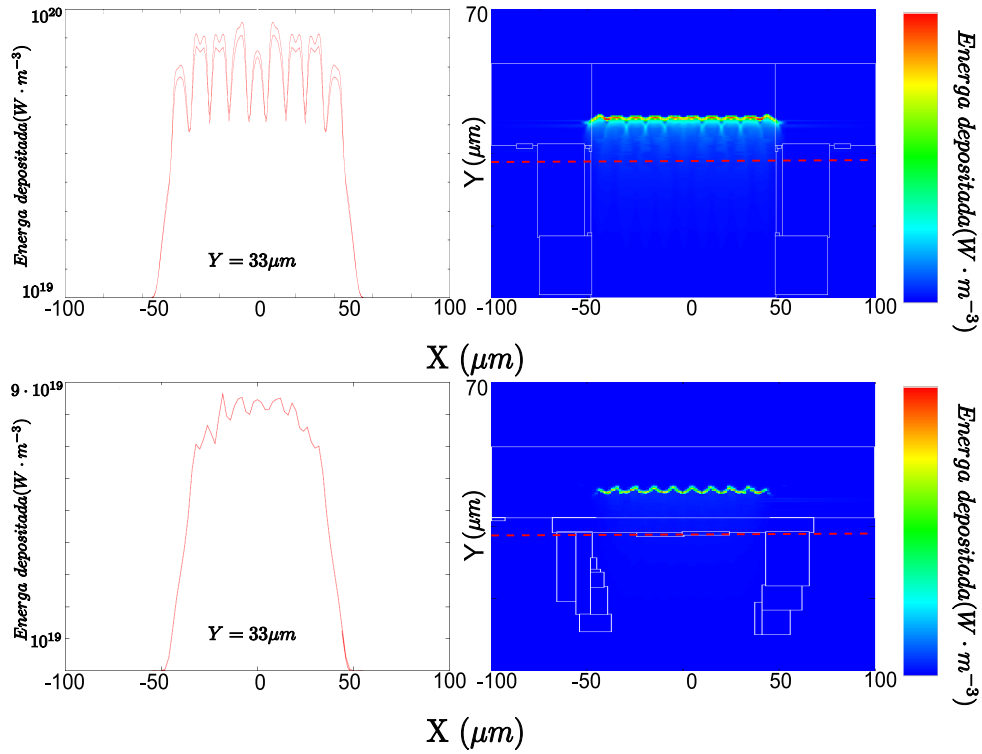 10^20
Energa depositada(W · m^-3)
10^19
Y = 33μm
-100
-50
0
50
100
70
Y (μm)
-100
-50
0
50
100
Energa depositada(W · m^-3)
X (μm)
9 · 10^19
Energa depositada(W · m^-3)
10^19
Y = 33μm
-100
-50
0
50
100
70
Y (μm)
-100
-50
0
50
100
Energa depositada(W · m^-3)
X (μm)